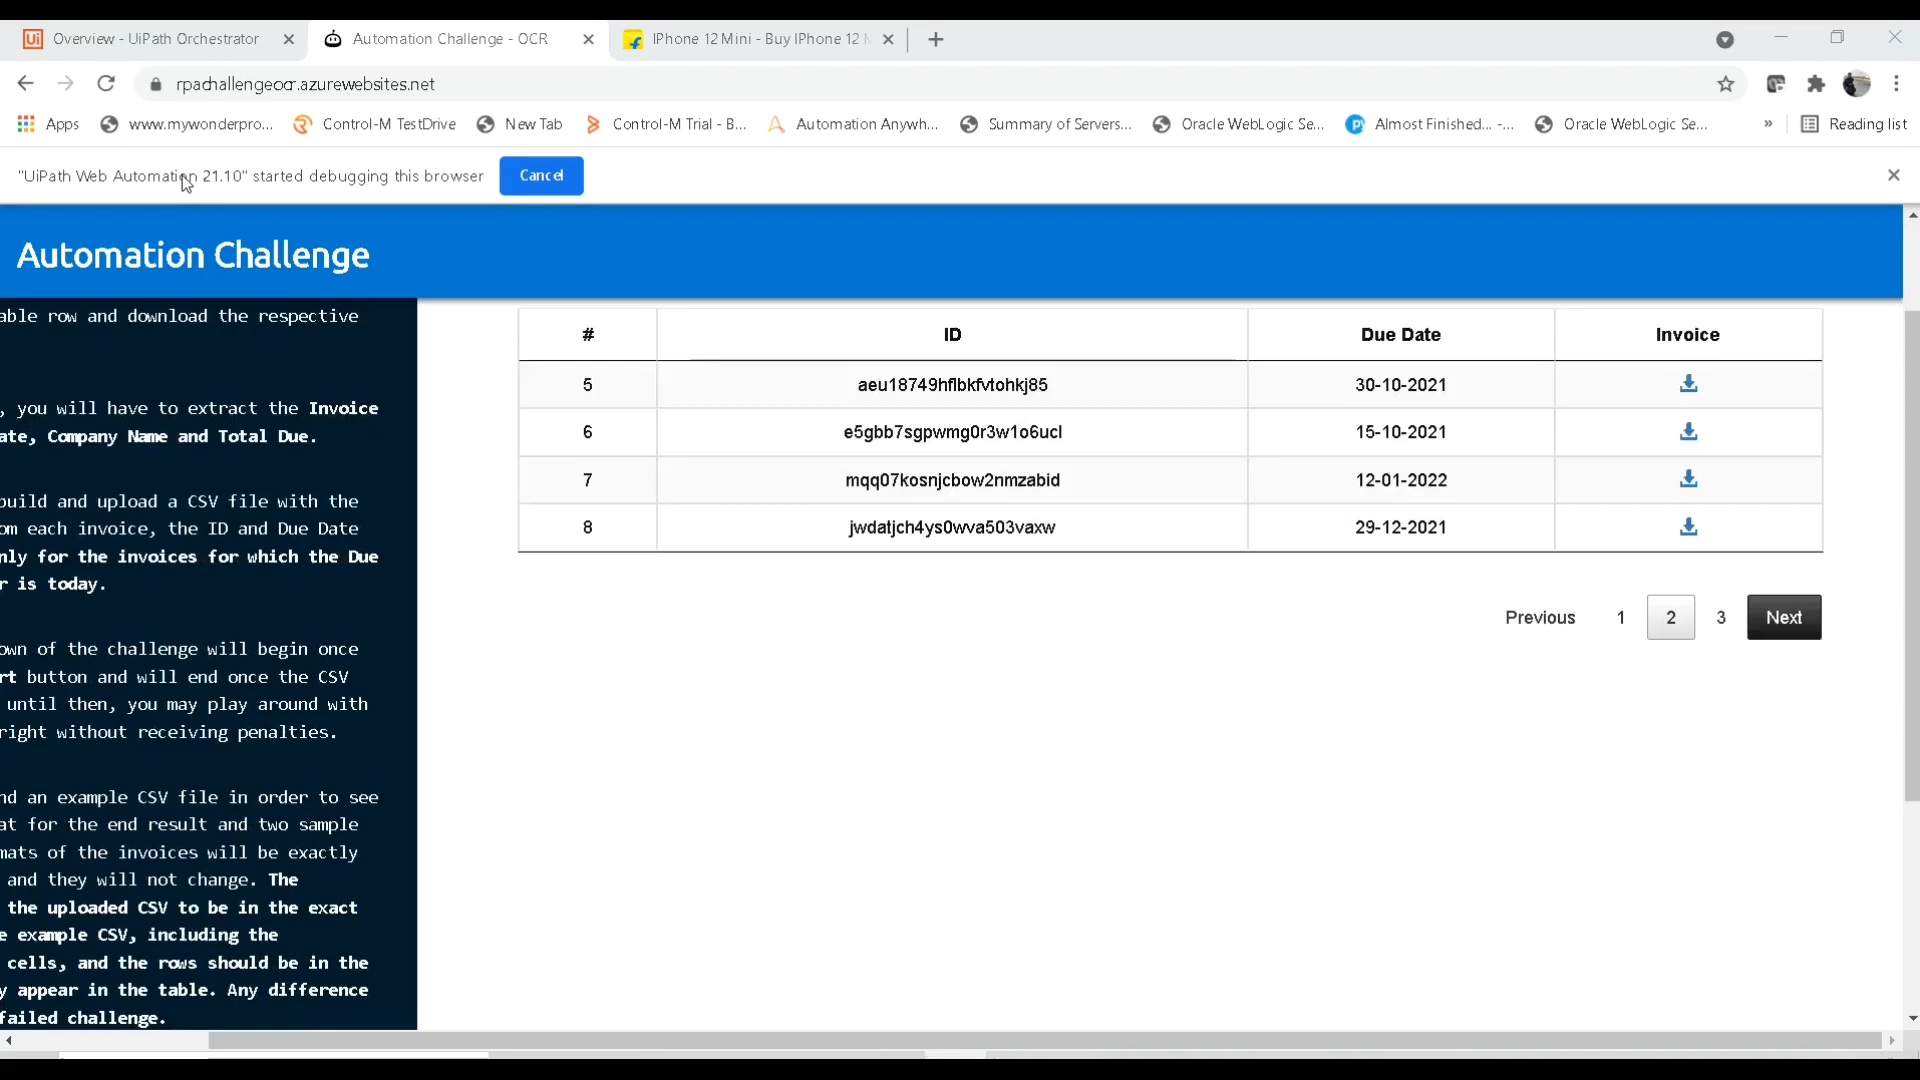 Overview - UiPath Orchestrator
Automation Challenge - OCR
IPhone 12 Mini - Buy IPhone 12 M
rpachallengeocr.azurewebsites.net
Apps
www.mywonderpro...
Control-M TestDrive
New Tab
Control-M Trial - B...
Automation Anywh...
Summary of Servers...
Oracle WebLogic Se...
Almost Finished... -...
Oracle WebLogic Se...
»
Reading list
"UiPath Web Automation 21.10" started debugging this browser
Cancel
Automation Challenge
able row and download the respective
, you will have to extract the Invoice
ate, Company Name and Total Due.
build and upload a CSV file with the
om each invoice, the ID and Due Date
nly for the invoices for which the Due
r is today.
own of the challenge will begin once
rt button and will end once the CSV
until then, you may play around with
right without receiving penalties.
nd an example CSV file in order to see
at for the end result and two sample
mats of the invoices will be exactly
and they will not change. The
the uploaded CSV to be in the exact
e example CSV, including the
cells, and the rows should be in the
y appear in the table. Any difference
failed challenge.
# ID Due Date Invoice
5 aeu18749hflbkfvtohkj85 30-10-2021
6 e5gbb7sgpwmg0r3w1o6ucl 15-10-2021
7 mqq07kosnjcbow2nmzabid 12-01-2022
8 jwdatjch4ys0wva503vaxw 29-12-2021
Previous 1 2 3 Next